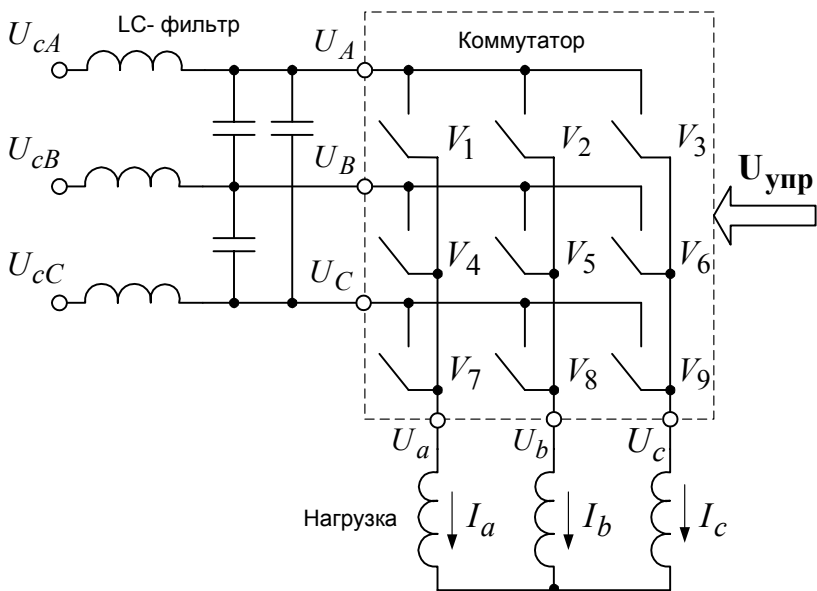 U_cA
LC- фильтр
U_A
Коммутатор
V_1
V_2
V_3
U_cB
U_B
U_упр
V_4
V_5
V_6
U_cC
U_C
V_7
V_8
V_9
U_a
U_b
U_c
Нагрузка
I_a
I_b
I_c